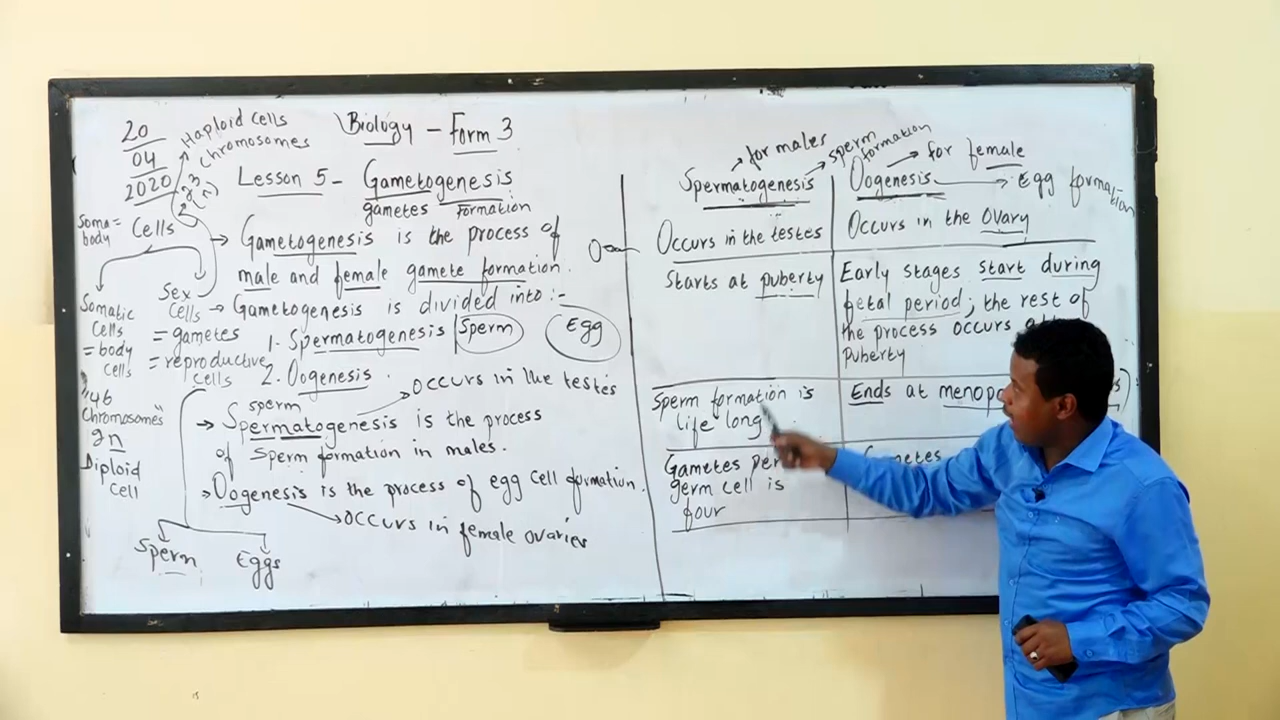 20
04
2020
Haploid cells
23 chromosomes
(n)
Biology - Form 3
Lesson 5 - Gametogenesis
gametes formation
Soma = body
Cells
Somatic
cells
= body
cells
46
Chromosomes
2n
Diploid
Cell
Sex
cells
= gametes
= reproductive
cells
→ Gametogenesis is the process of
male and female gamete formation.
→ Gametogenesis is divided into :-
1. Spermatogenesis Sperm Egg
2. Oogenesis.
occurs in the testes
sperm
→ Spermatogenesis is the process
of sperm formation in males.
→ Oogenesis is the process of egg cell formation.
→ occurs in female ovaries
Sperm Eggs
→ for males
→ sperm
formation
Spermatogenesis
Occurs in the testes
Starts at puberty
Sperm formation is
life long.
Gametes per
germ cell is
four
→ for female
Oogenesis → Egg formation
Occurs in the ovary
Early stages start during
fetal period; the rest of
the process occurs
puberty
Ends at
Gametes